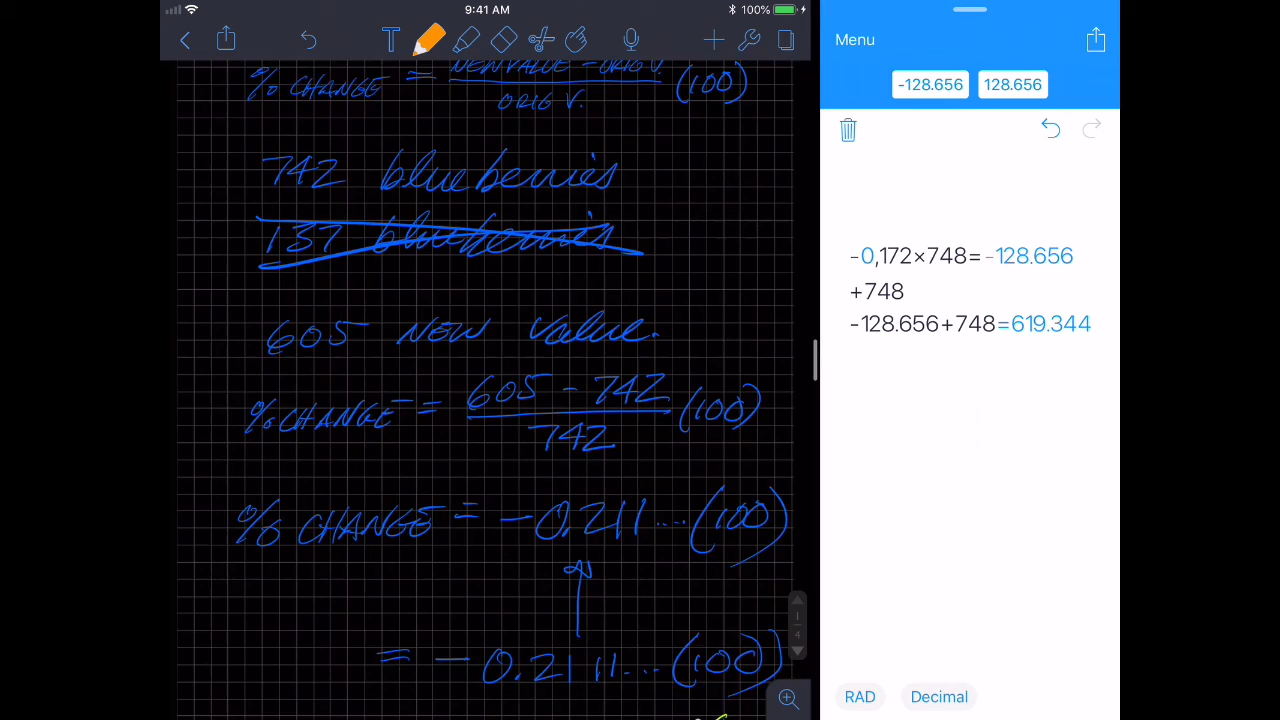 9:41 AM
100%
Menu
-128.656 128.656
NEW VALUE - ORIG V.
% CHANGE = (100)
ORIG V.
742 blueberries
137 blueberries
605 NEW value.
605 - 742
% CHANGE = (100)
742
% CHANGE = -0.211.... (100)
= -0.2111... (100)
1
4
-0,172×748=-128.656
+748
-128.656+748=619.344
RAD Decimal